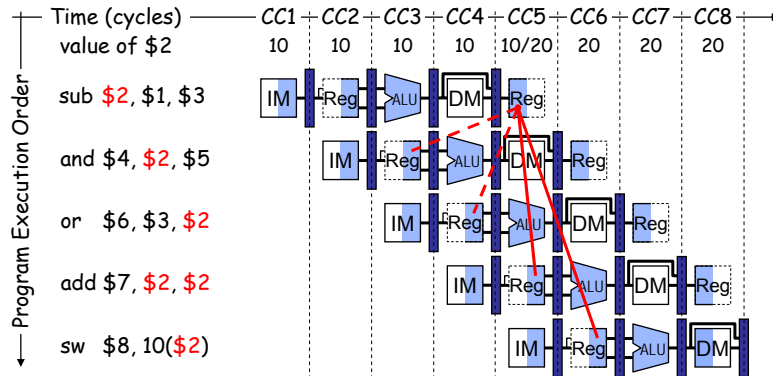 Time (cycles) CC1 CC2 CC3 CC4 CC5 CC6 CC7 CC8
value of $2 10 10 10 10 10/20 20 20 20
Program Execution Order
sub $2, $1, $3 IM Reg ALU DM Reg
and $4, $2, $5 IM Reg ALU DM Reg
or $6, $3, $2 IM Reg ALU DM Reg
add $7, $2, $2 IM Reg ALU DM Reg
sw $8, 10($2) IM Reg ALU DM